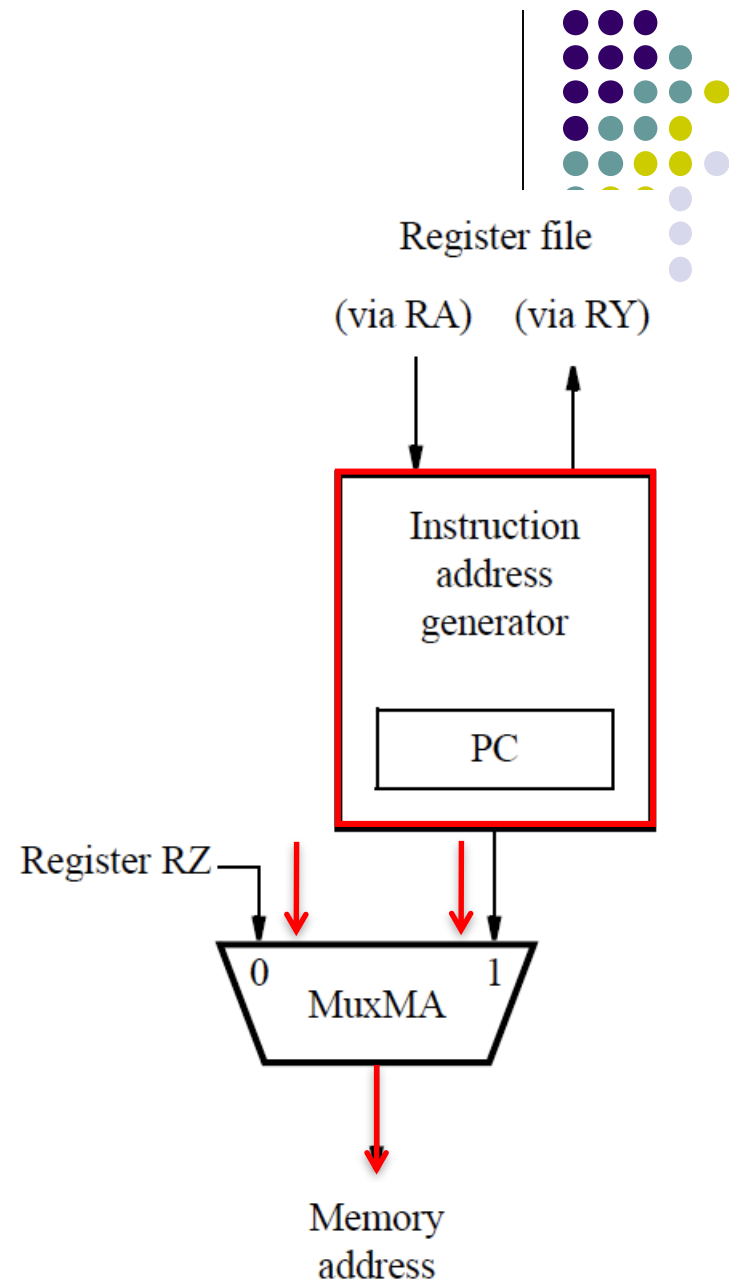 Register file
(via RA) (via RY)
Instruction
address
generator
PC
Register RZ
0 1
MuxMA
Memory
address